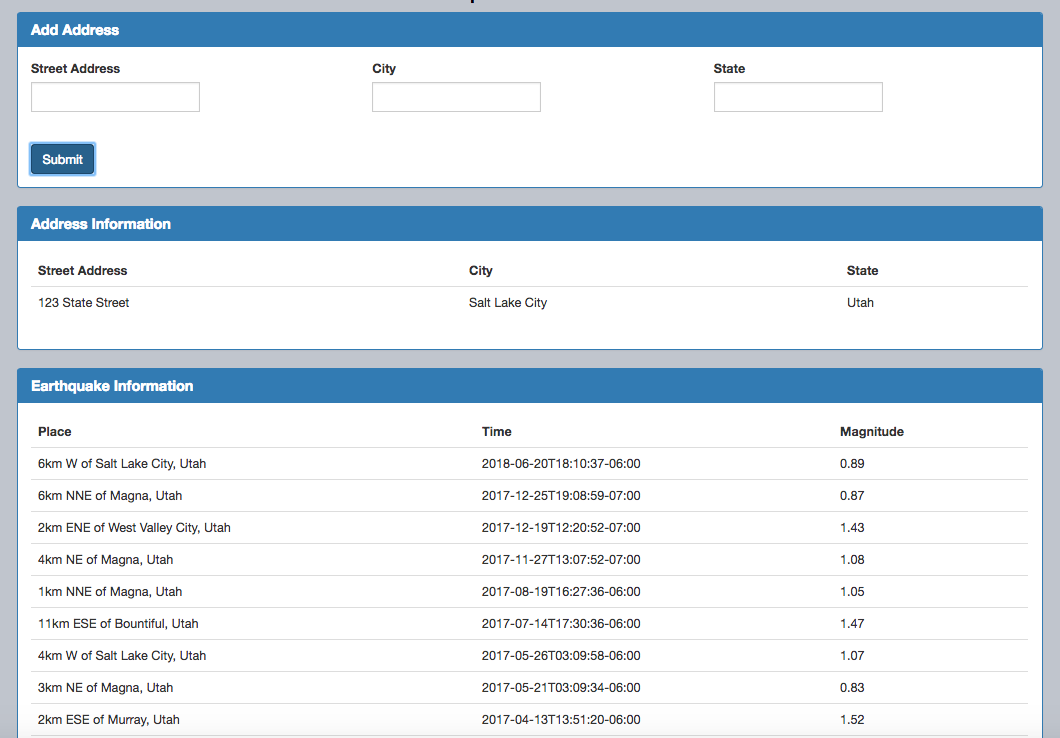 Add Address
Street Address City State
Submit
Address Information
Street Address City State
123 State Street Salt Lake City Utah
Earthquake Information
Place Time Magnitude
6km W of Salt Lake City, Utah 2018-06-20T18:10:37-06:00 0.89
6km NNE of Magna, Utah 2017-12-25T19:08:59-07:00 0.87
2km ENE of West Valley City, Utah 2017-12-19T12:20:52-07:00 1.43
4km NE of Magna, Utah 2017-11-27T13:07:52-07:00 1.08
1km NNE of Magna, Utah 2017-08-19T16:27:36-06:00 1.05
11km ESE of Bountiful, Utah 2017-07-14T17:30:36-06:00 1.47
4km W of Salt Lake City, Utah 2017-05-26T03:09:58-06:00 1.07
3km NE of Magna, Utah 2017-05-21T03:09:34-06:00 0.83
2km ESE of Murray, Utah 2017-04-13T13:51:20-06:00 1.52